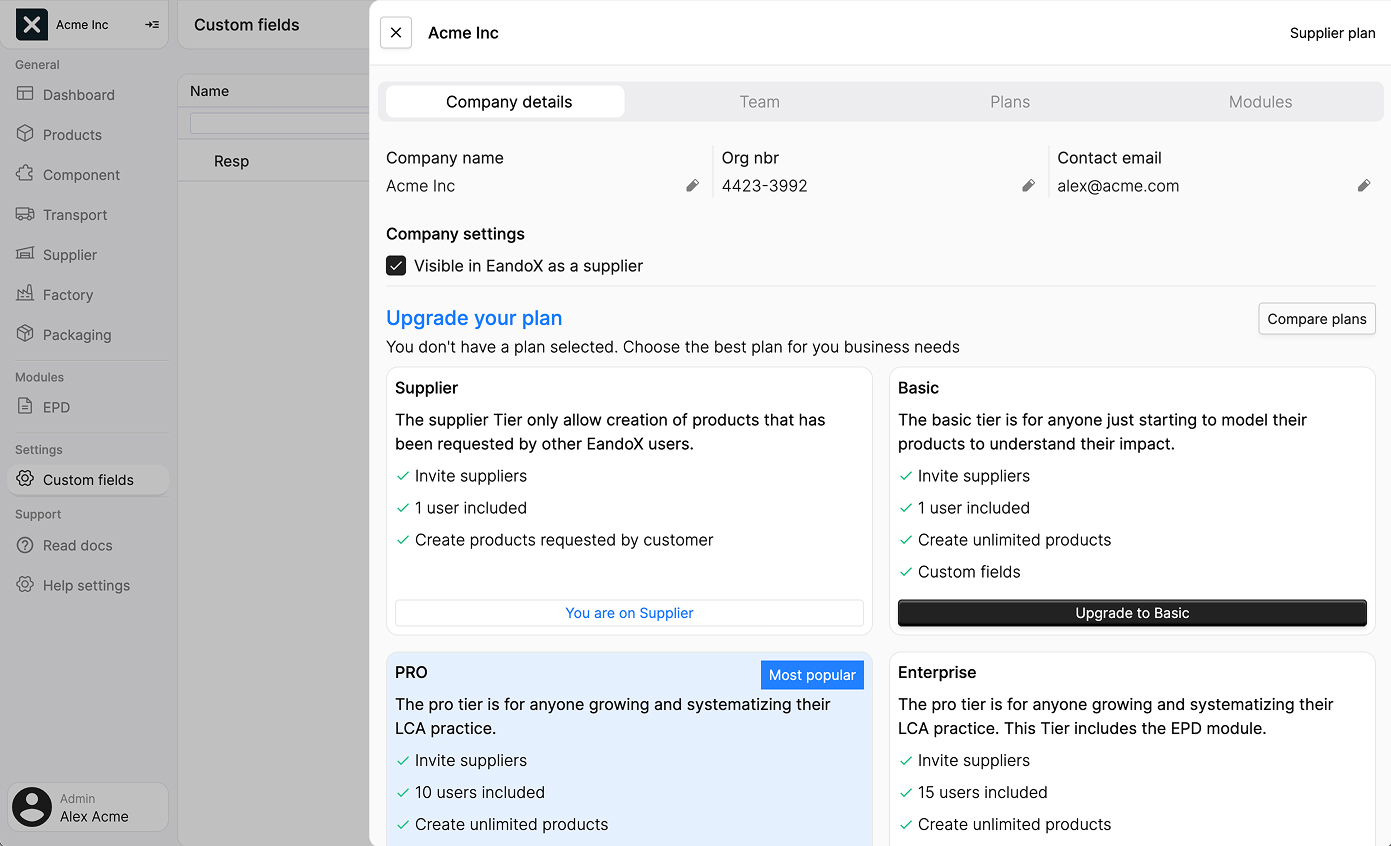 Acme Inc
General
Dashboard
Products
Component
Transport
Supplier
Factory
Packaging
Modules
EPD
Settings
Custom fields
Support
Read docs
Help settings
Admin
Alex Acme
Custom fields
Name
Resp
Acme Inc
Supplier plan
Company details
Team
Plans
Modules
Company name
Acme Inc
Org nbr
4423-3992
Contact email
alex@acme.com
Company settings
Visible in EandoX as a supplier
Upgrade your plan
Compare plans
You don't have a plan selected. Choose the best plan for you business needs
Supplier
The supplier Tier only allow creation of products that has
been requested by other EandoX users.
Invite suppliers
1 user included
Create products requested by customer
You are on Supplier
Basic
The basic tier is for anyone just starting to model their
products to understand their impact.
Invite suppliers
1 user included
Create unlimited products
Custom fields
Upgrade to Basic
PRO
Most popular
The pro tier is for anyone growing and systematizing their
LCA practice.
Invite suppliers
10 users included
Create unlimited products
Enterprise
The pro tier is for anyone growing and systematizing their
LCA practice. This Tier includes the EPD module.
Invite suppliers
15 users included
Create unlimited products